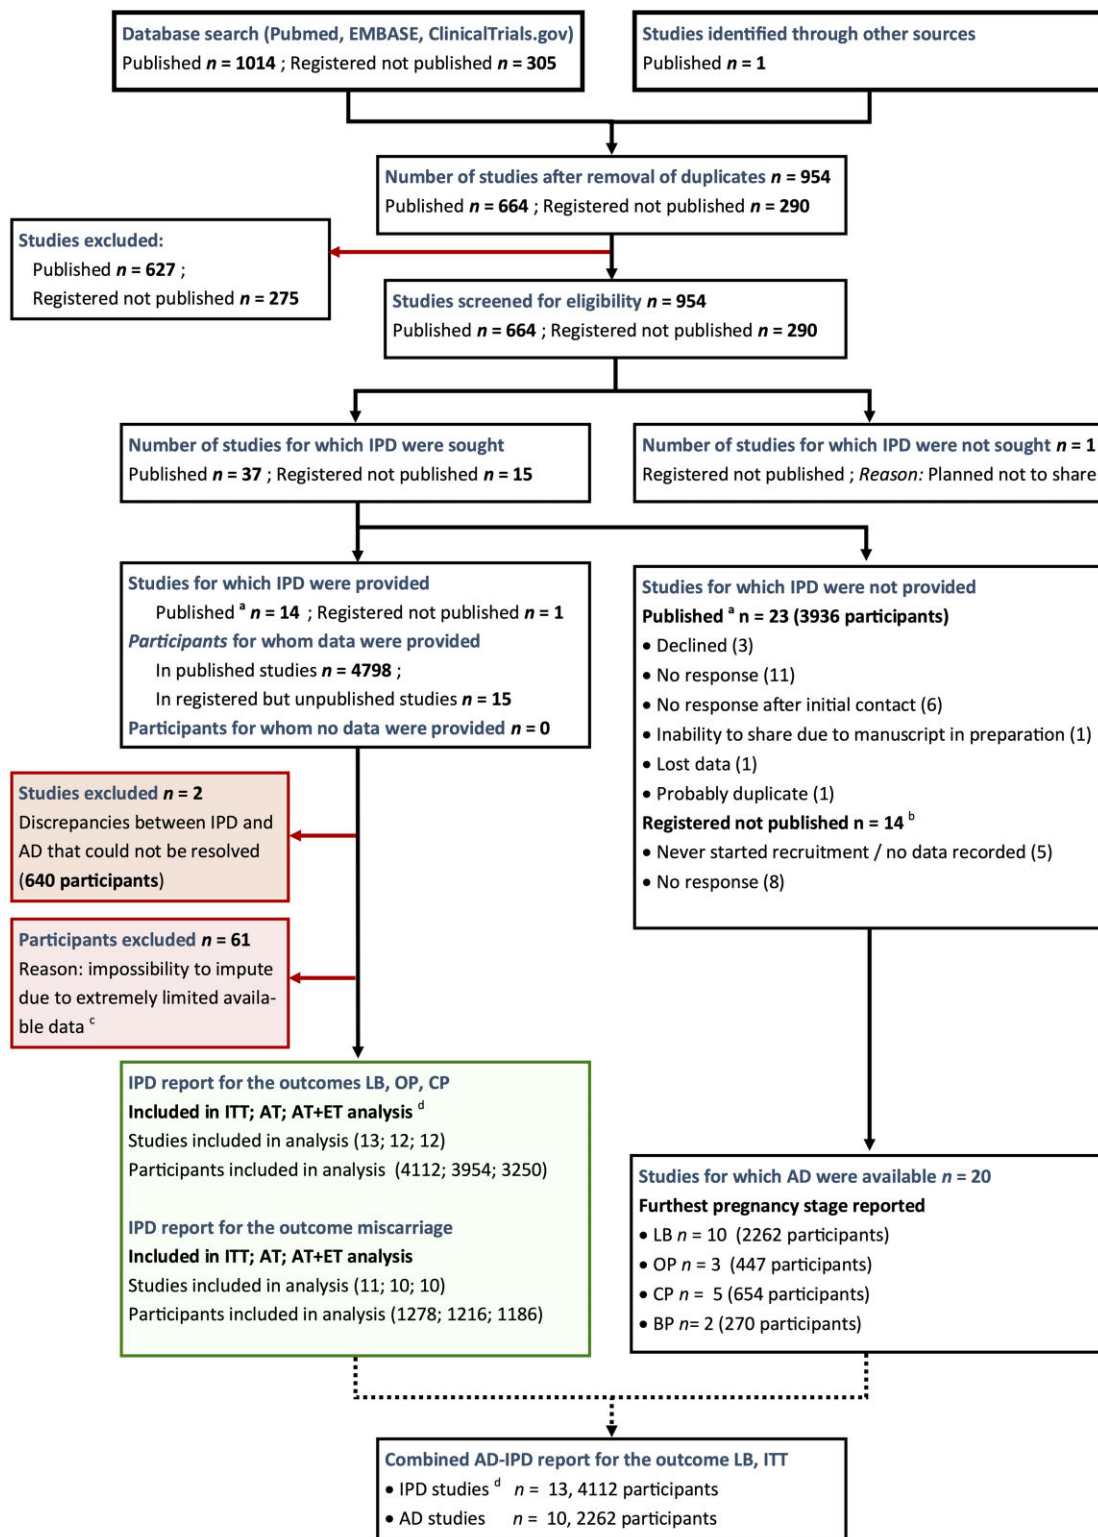 Database search (Pubmed, EMBASE, ClinicalTrials.gov)
Published n = 1014 ; Registered not published n = 305
Studies identified through other sources
Published n = 1
Number of studies after removal of duplicates n = 954
Published n = 664 ; Registered not published n = 290
Studies excluded:
Published n = 627 ;
Registered not published n = 275
Studies screened for eligibility n = 954
Published n = 664 ; Registered not published n = 290
Number of studies for which IPD were sought
Published n = 37 ; Registered not published n = 15
Number of studies for which IPD were not sought n = 1
Registered not published ; Reason: Planned not to share
Studies for which IPD were provided
Published a n = 14 ; Registered not published n = 1
Participants for whom data were provided
In published studies n = 4798 ;
In registered but unpublished studies n = 15
Participants for whom no data were provided n = 0
Studies for which IPD were not provided
Published a n = 23 (3936 participants)
• Declined (3)
• No response (11)
• No response after initial contact (6)
• Inability to share due to manuscript in preparation (1)
• Lost data (1)
• Probably duplicate (1)
Registered not published n = 14 b
• Never started recruitment / no data recorded (5)
• No response (8)
Studies excluded n = 2
Discrepancies between IPD and
AD that could not be resolved
(640 participants)
Participants excluded n = 61
Reason: impossibility to impute
due to extremely limited availa-
ble data c
IPD report for the outcomes LB, OP, CP
Included in ITT; AT; AT+ET analysis d
Studies included in analysis (13; 12; 12)
Participants included in analysis (4112; 3954; 3250)
IPD report for the outcome miscarriage
Included in ITT; AT; AT+ET analysis
Studies included in analysis (11; 10; 10)
Participants included in analysis (1278; 1216; 1186)
Studies for which AD were available n = 20
Furthest pregnancy stage reported
• LB n = 10 (2262 participants)
• OP n = 3 (447 participants)
• CP n = 5 (654 participants)
• BP n= 2 (270 participants)
Combined AD-IPD report for the outcome LB, ITT
• IPD studies d n = 13, 4112 participants
• AD studies n = 10, 2262 participants